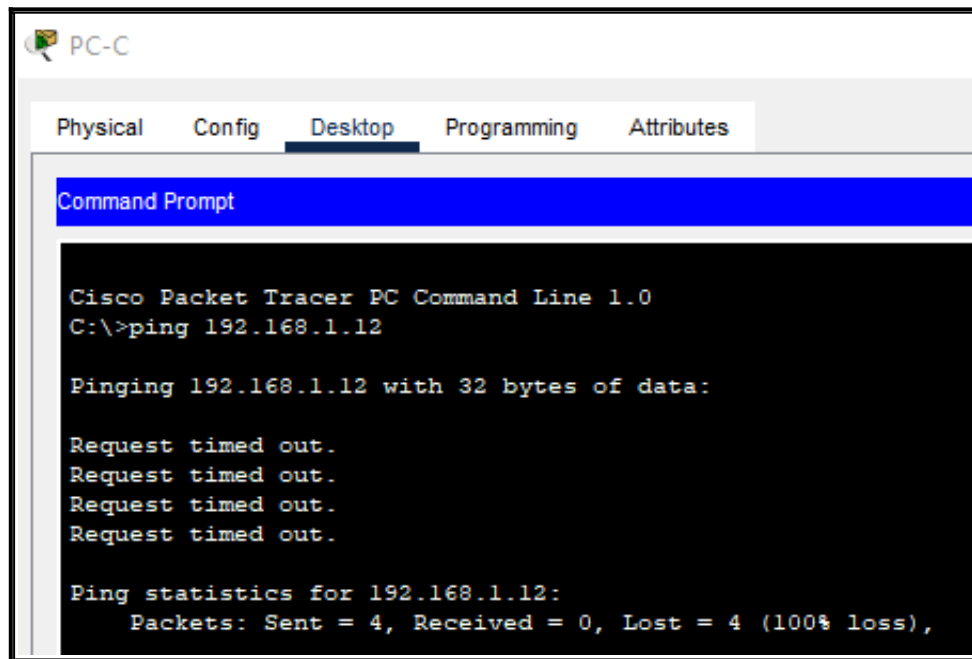 PC-C
Physical Config Desktop Programming Attributes
Command Prompt
Cisco Packet Tracer PC Command Line 1.0
C:\>ping 192.168.1.12
Pinging 192.168.1.12 with 32 bytes of data:
Request timed out.
Request timed out.
Request timed out.
Request timed out.
Ping statistics for 192.168.1.12:
Packets: Sent = 4, Received = 0, Lost = 4 (100% loss),